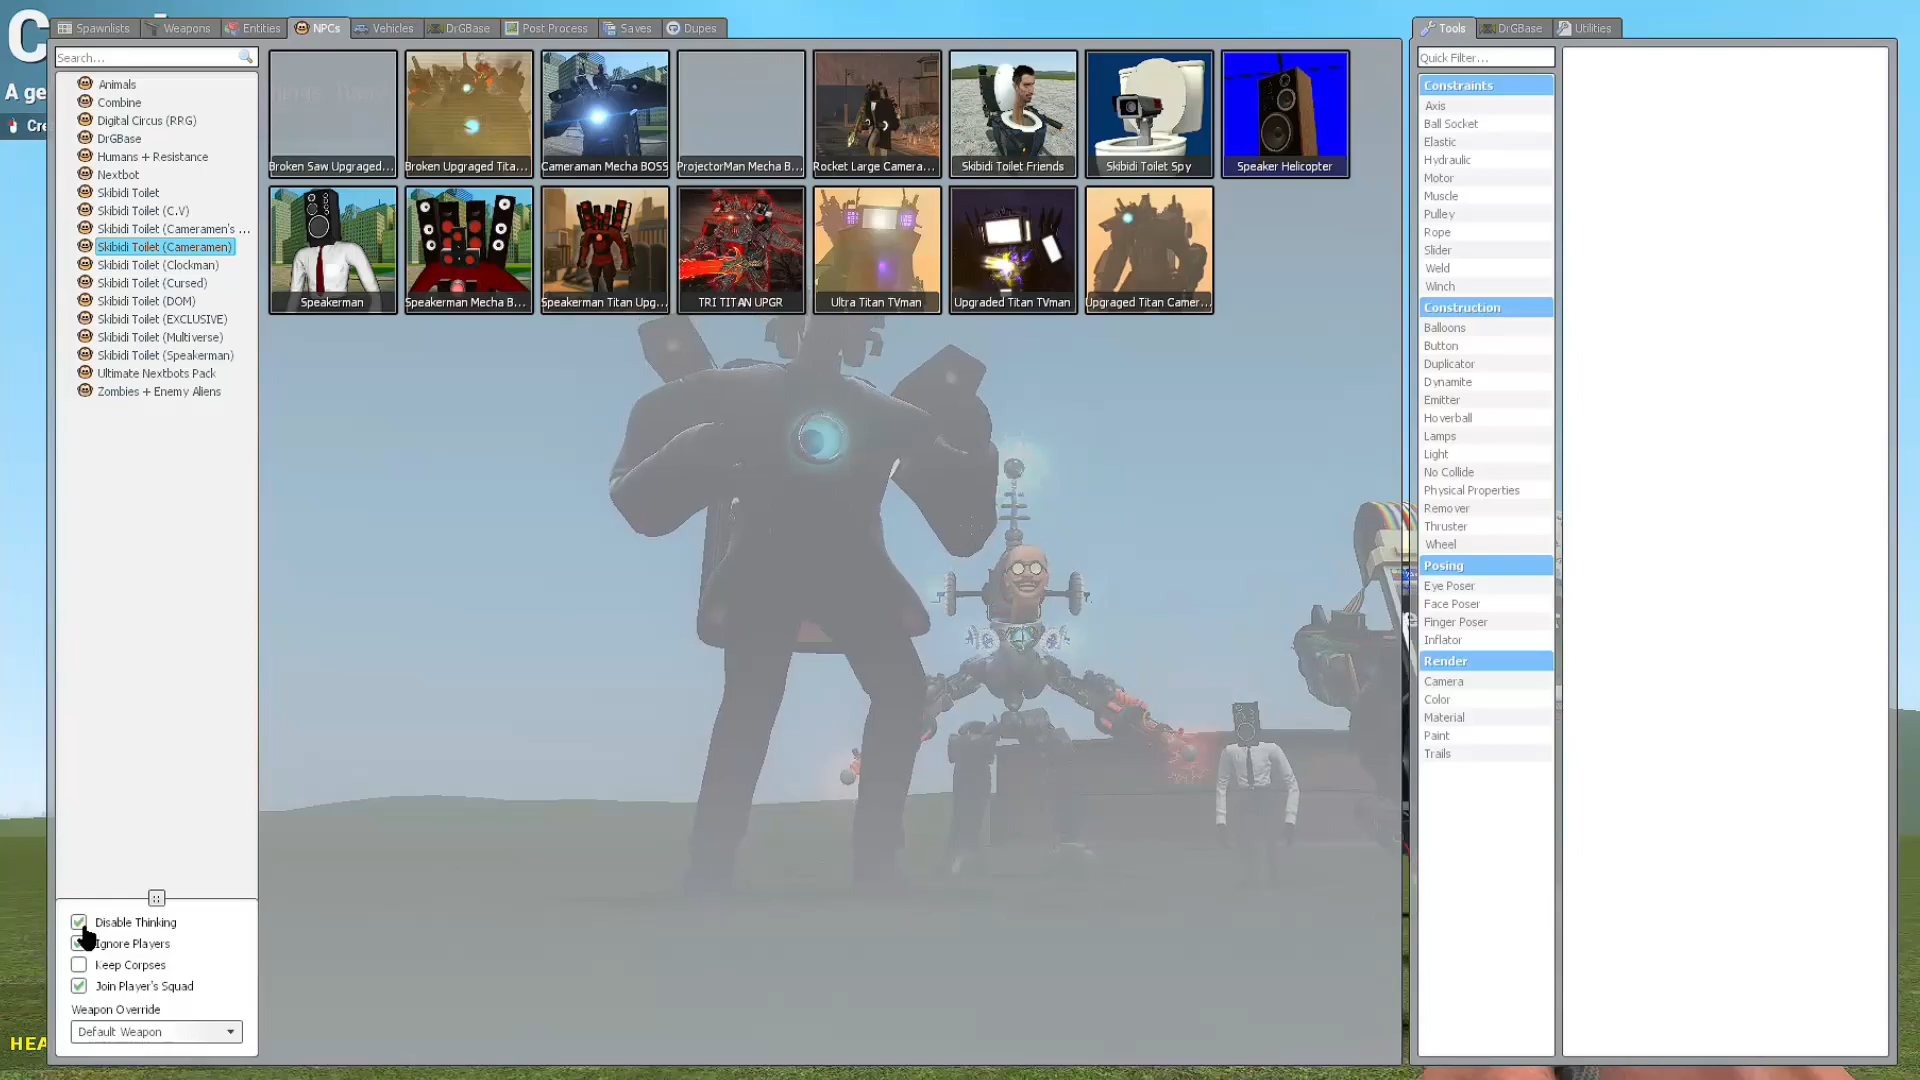 Spawnlists
Weapons
Entities
NPCs
Vehicles
DrGBase
Post Process
Saves
Dupes
Tools
DrGBase
Utilities
C
A ge
Cre
Search...
Animals
Combine
Digital Circus (RRG)
DrGBase
Humans + Resistance
Nextbot
Skibidi Toilet
Skibidi Toilet (C.V)
Skibidi Toilet (Cameramen's ...
Skibidi Toilet (Cameramen)
Skibidi Toilet (Clockman)
Skibidi Toilet (Cursed)
Skibidi Toilet (DOM)
Skibidi Toilet (EXCLUSIVE)
Skibidi Toilet (Multiverse)
Skibidi Toilet (Speakerman)
Ultimate Nextbots Pack
Zombies + Enemy Aliens
Broken Saw Upgraged...
Broken Upgraged Tita...
Cameraman Mecha BOSS
ProjectorMan Mecha B...
Rocket Large Camera...
Skibidi Toilet Friends
Skibidi Toilet Spy
Speaker Helicopter
Speakerman
Speakerman Mecha B...
Speakerman Titan Upg...
TRI TITAN UPGR
Ultra Titan TVman
Upgraded Titan TVman
Upgraged Titan Camer...
Disable Thinking
Ignore Players
Keep Corpses
Join Player's Squad
Weapon Override
Default Weapon
HEA
Quick Filter...
Constraints
Axis
Ball Socket
Elastic
Hydraulic
Motor
Muscle
Pulley
Rope
Slider
Weld
Winch
Construction
Balloons
Button
Duplicator
Dynamite
Emitter
Hoverball
Lamps
Light
No Collide
Physical Properties
Remover
Thruster
Wheel
Posing
Eye Poser
Face Poser
Finger Poser
Inflator
Render
Camera
Color
Material
Paint
Trails